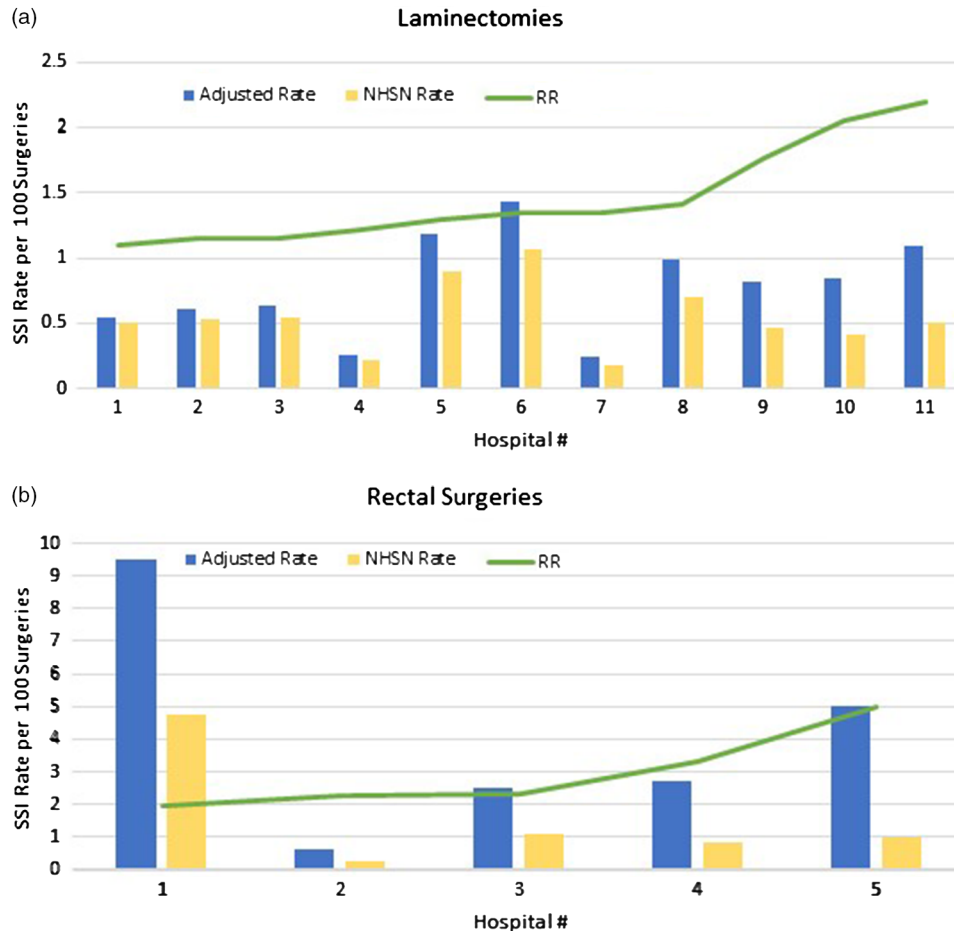 (a)
Laminectomies
2.5
Adjusted Rate NHSN Rate RR
2
1.5
1
0.5
0
SSI Rate per 100 Surgeries
1 2 3 4 5 6 7 8 9 10 11
Hospital #
(b)
Rectal Surgeries
10
Adjusted Rate NHSN Rate RR
9
8
7
6
5
4
3
2
1
0
SSI Rate per 100 Surgeries
1 2 3 4 5
Hospital #